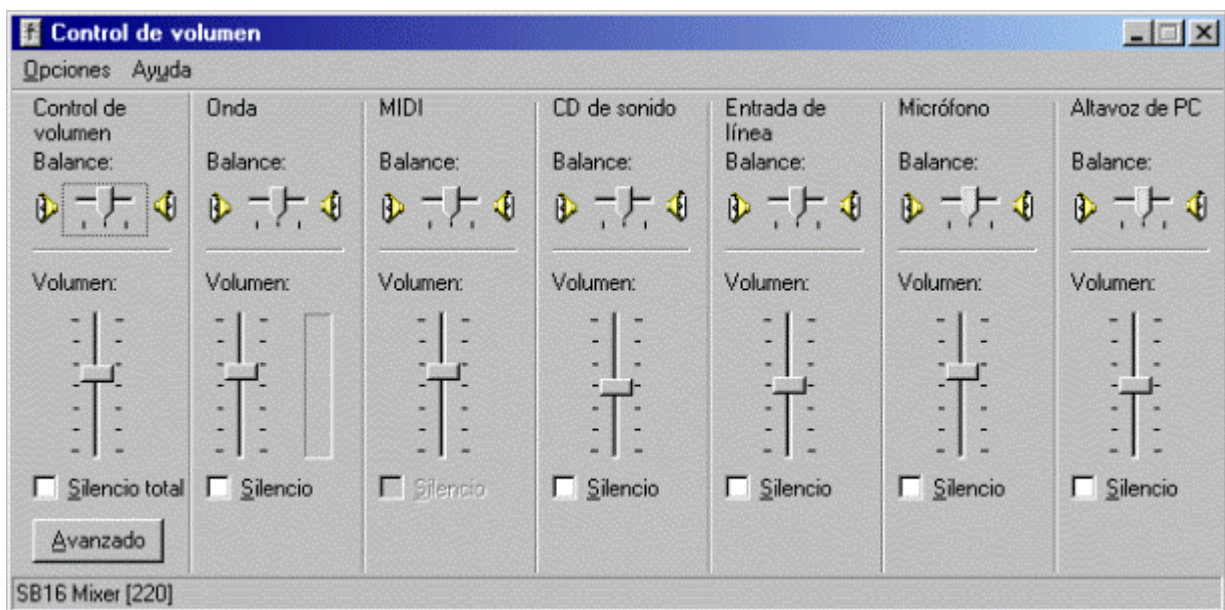 Control de volumen
Opciones Ayuda
Control de
volumen
Balance:
Volumen:
Silencio total
Avanzado
Onda
Balance:
Volumen:
Silencio
MIDI
Balance:
Volumen:
Silencio
CD de sonido
Balance:
Volumen:
Silencio
Entrada de
línea
Balance:
Volumen:
Silencio
Micrófono
Balance:
Volumen:
Silencio
Altavoz de PC
Balance:
Volumen:
Silencio
SB16 Mixer [220]